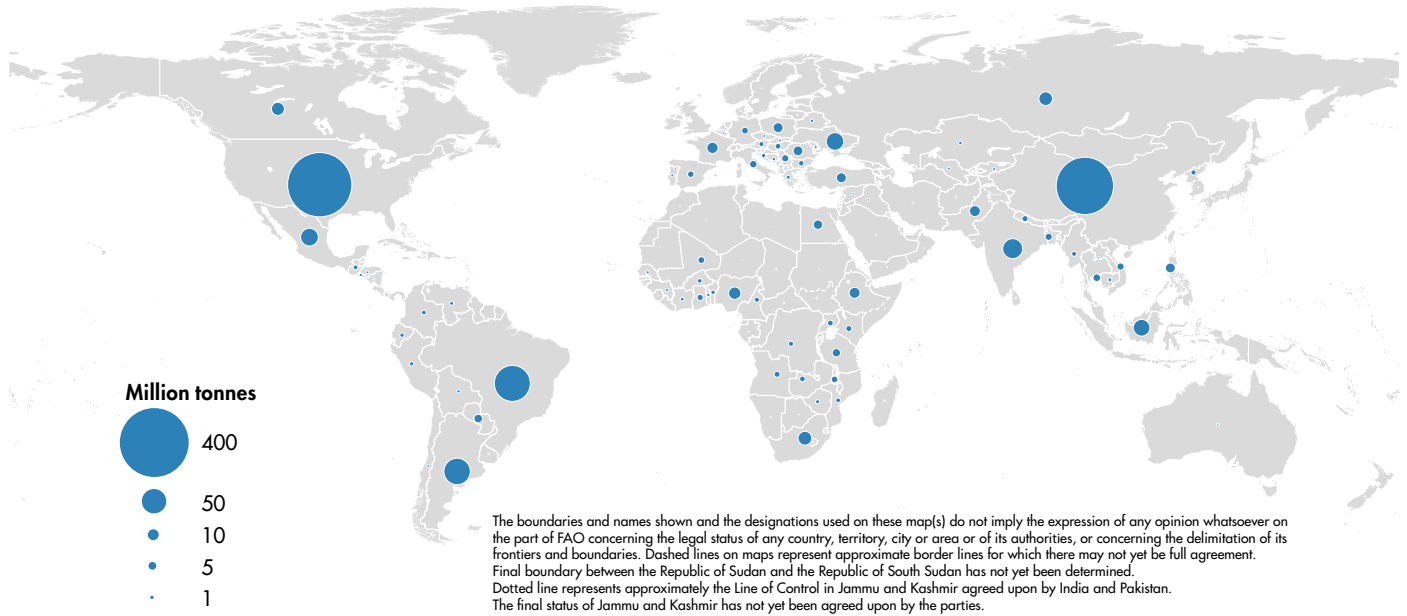 Million tonnes
400
50
10
5
1
The boundaries and names shown and the designations used on these map(s) do not imply the expression of any opinion whatsoever on
the part of FAO concerning the legal status of any country, territory, city or area or of its authorities, or concerning the delimitation of its
frontiers and boundaries. Dashed lines on maps represent approximate border lines for which there may not yet be full agreement.
Final boundary between the Republic of Sudan and the Republic of South Sudan has not yet been determined.
Dotted line represents approximately the Line of Control in Jammu and Kashmir agreed upon by India and Pakistan.
The final status of Jammu and Kashmir has not yet been agreed upon by the parties.